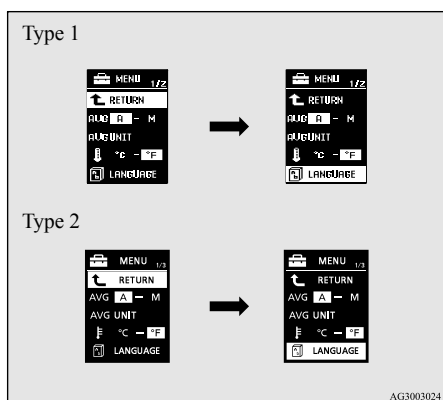 Type 1
MENU 1/2
RETURN
AVG A - M
AVG UNIT
°C - °F
LANGUAGE
MENU 1/2
RETURN
AVG A - M
AVG UNIT
°C - °F
LANGUAGE
Type 2
MENU 1/3
RETURN
AVG A - M
AVG UNIT
°C - °F
LANGUAGE
MENU 1/3
RETURN
AVG A - M
AVG UNIT
°C - °F
LANGUAGE
AG3003024